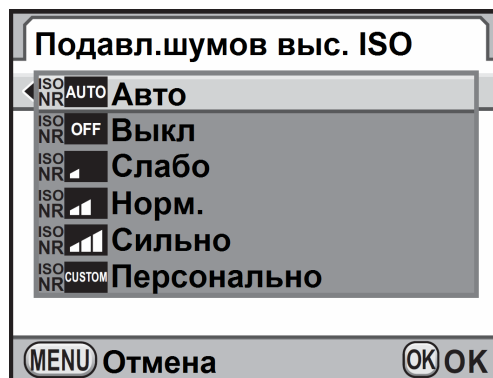 Подавл.шумов выс. ISO
ISO NR AUTO Авто
ISO NR OFF Выкл
ISO NR Слабо
ISO NR Норм.
ISO NR Сильно
ISO NR CUSTOM Персонально
MENU Отмена OK OK